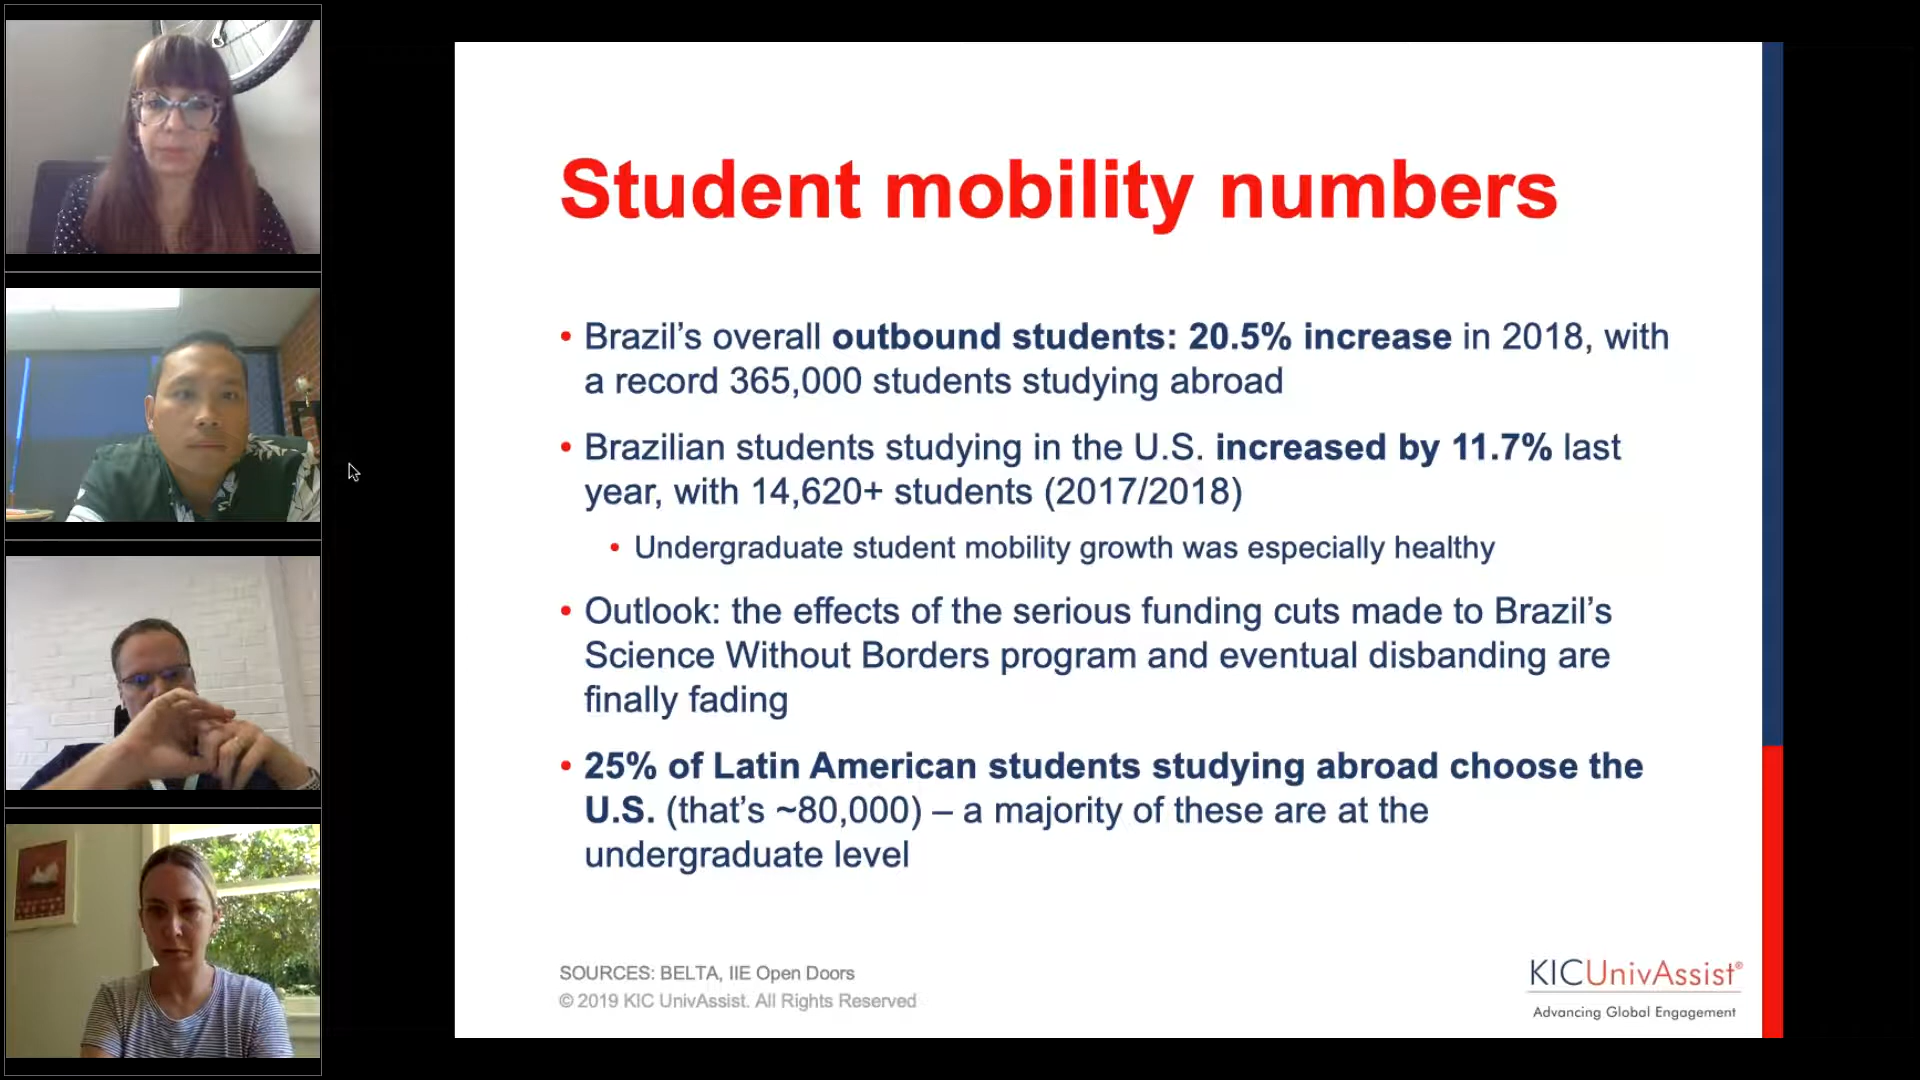 Student mobility numbers
• Brazil’s overall outbound students: 20.5% increase in 2018, with
a record 365,000 students studying abroad
• Brazilian students studying in the U.S. increased by 11.7% last
year, with 14,620+ students (2017/2018)
• Undergraduate student mobility growth was especially healthy
• Outlook: the effects of the serious funding cuts made to Brazil’s
Science Without Borders program and eventual disbanding are
finally fading
• 25% of Latin American students studying abroad choose the
U.S. (that’s ~80,000) – a majority of these are at the
undergraduate level
SOURCES: BELTA, IIE Open Doors
© 2019 KIC UnivAssist. All Rights Reserved
KICUnivAssist®
Advancing Global Engagement